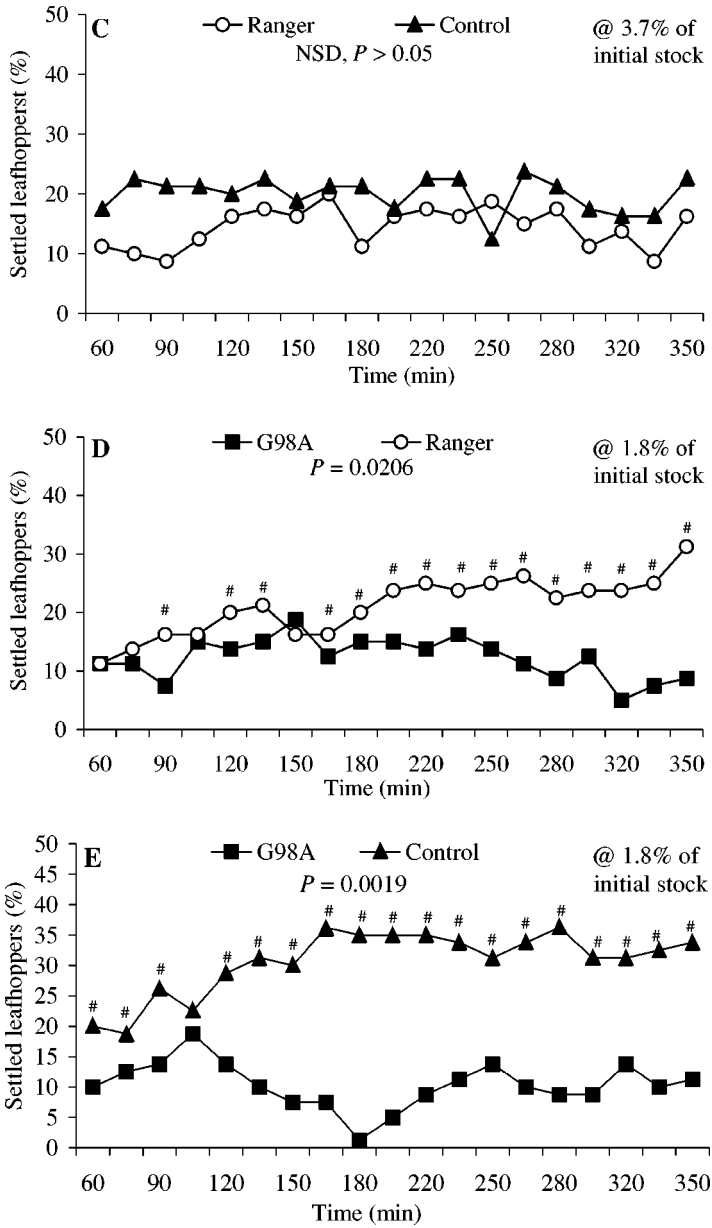 C
Ranger Control
NSD, P > 0.05
@ 3.7% of
initial stock
Settled leafhopperst (%)
50
40
30
20
10
0
60 90 120 150 180 220 250 280 320 350
Time (min)
D
G98A Ranger
P = 0.0206
@ 1.8% of
initial stock
Settled leafhoppers (%)
50
40
30
20
10
0
# # # # # # # # # # # # # # #
60 90 120 150 180 220 250 280 320 350
Time (min)
E
G98A Control
P = 0.0019
@ 1.8% of
initial stock
Settled leafhoppers (%)
50
45
40
35
30
25
20
15
10
5
0
# # # # # # # # # # # # # # # # # #
60 90 120 150 180 220 250 280 320 350
Time (min)